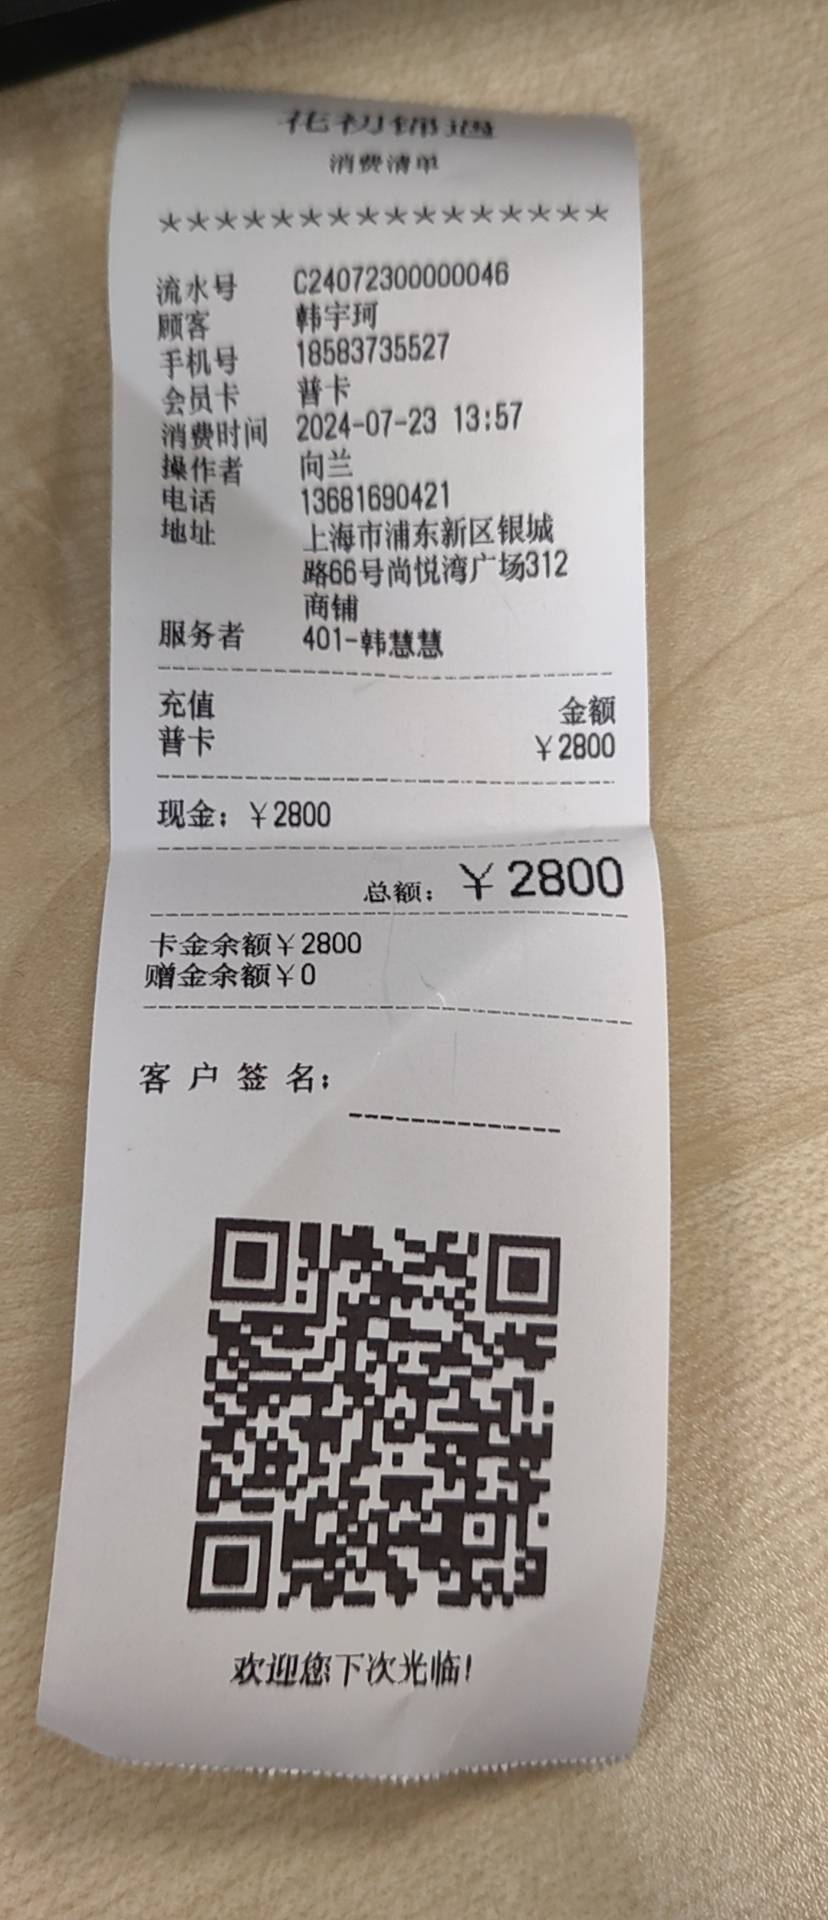 花初锦遇
消费清单
****************
流水号 C24072300000046
顾客 韩宇珂
手机号 18583735527
会员卡 普卡
消费时间 2024-07-23 13:57
操作者 向兰
电话 13681690421
地址 上海市浦东新区银城
路66号尚悦湾广场312
商铺
服务者 401-韩慧慧
充值 金额
普卡 ￥2800
现金：￥2800
总额：￥2800
卡金余额￥2800
赠金余额￥0
客户签名：
欢迎您下次光临!